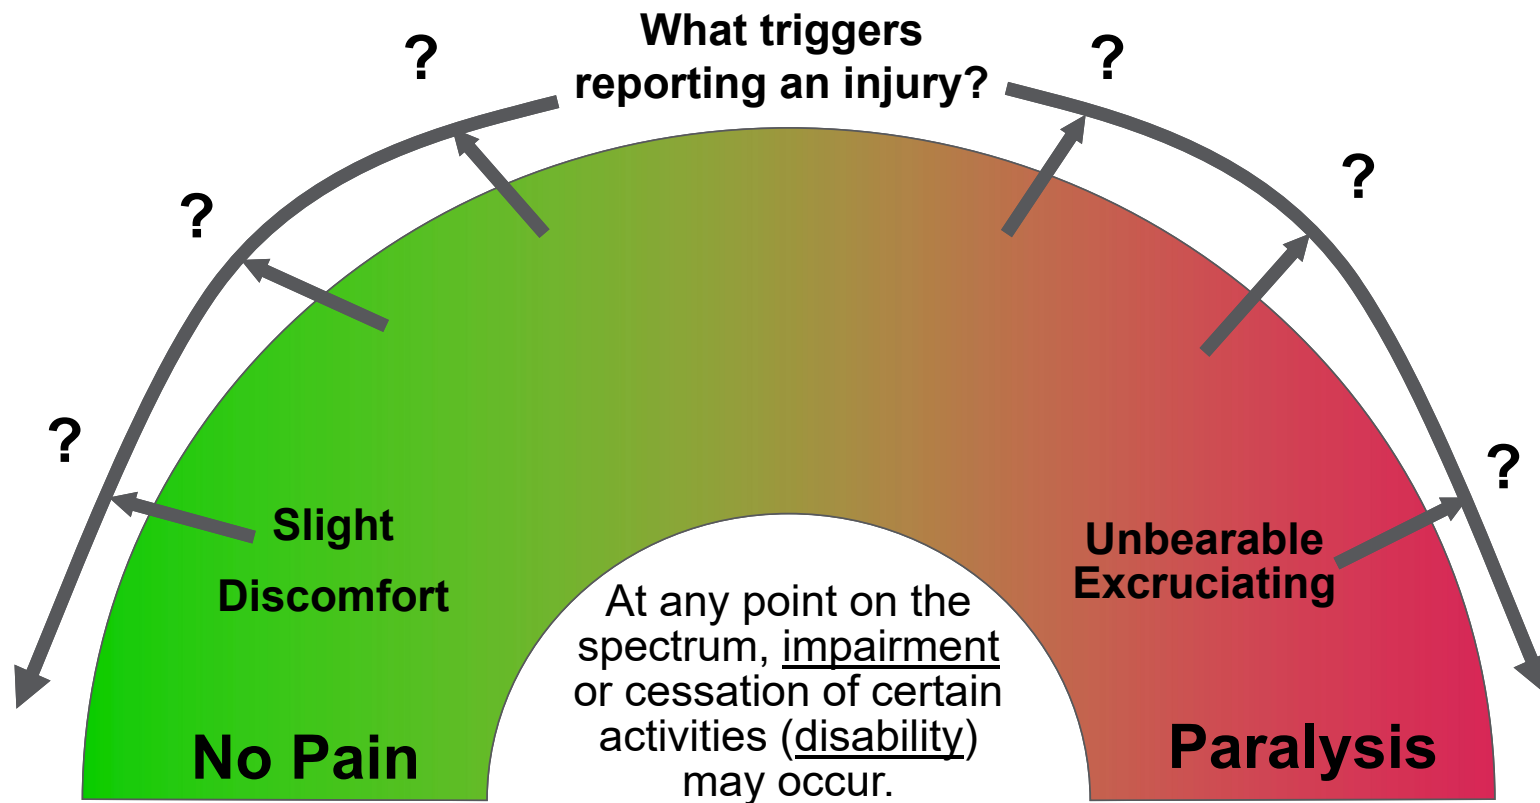 What triggers
reporting an injury?
?
?
?
?
?
?
Slight
Discomfort
Unbearable
Excruciating
No Pain
Paralysis
At any point on the
spectrum, impairment
or cessation of certain
activities (disability)
may occur.